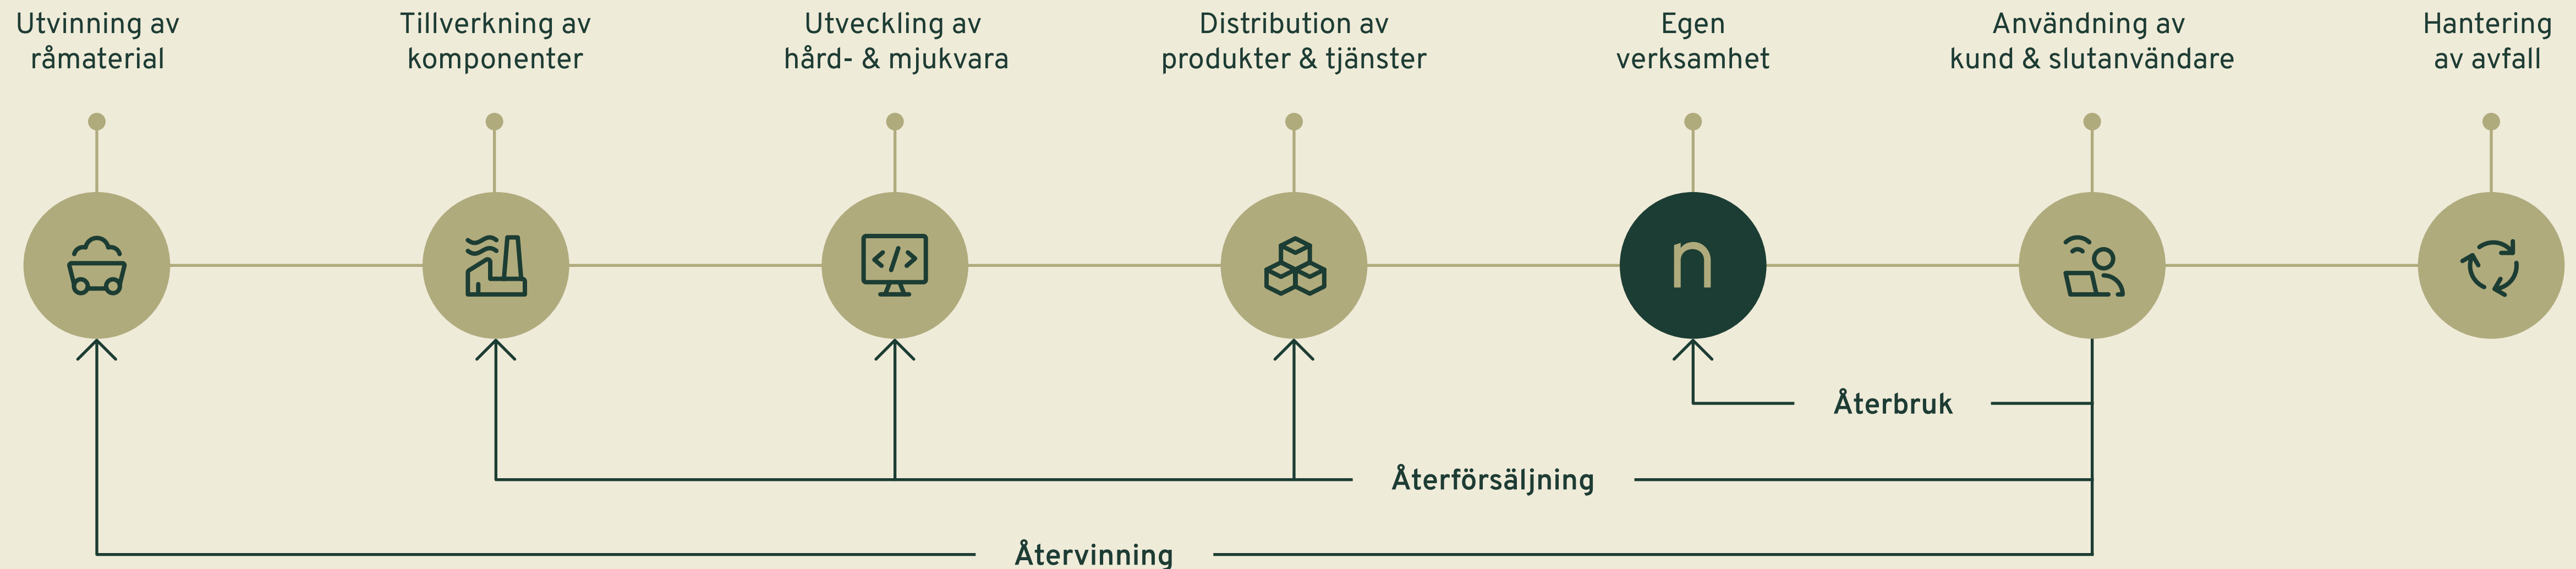 Utvinning av
råmaterial
Tillverkning av
komponenter
Utveckling av
hård- & mjukvara
Distribution av
produkter & tjänster
Egen
verksamhet
Användning av
kund & slutanvändare
Hantering
av avfall
</>
n
Återbruk
Återförsäljning
Återvinning